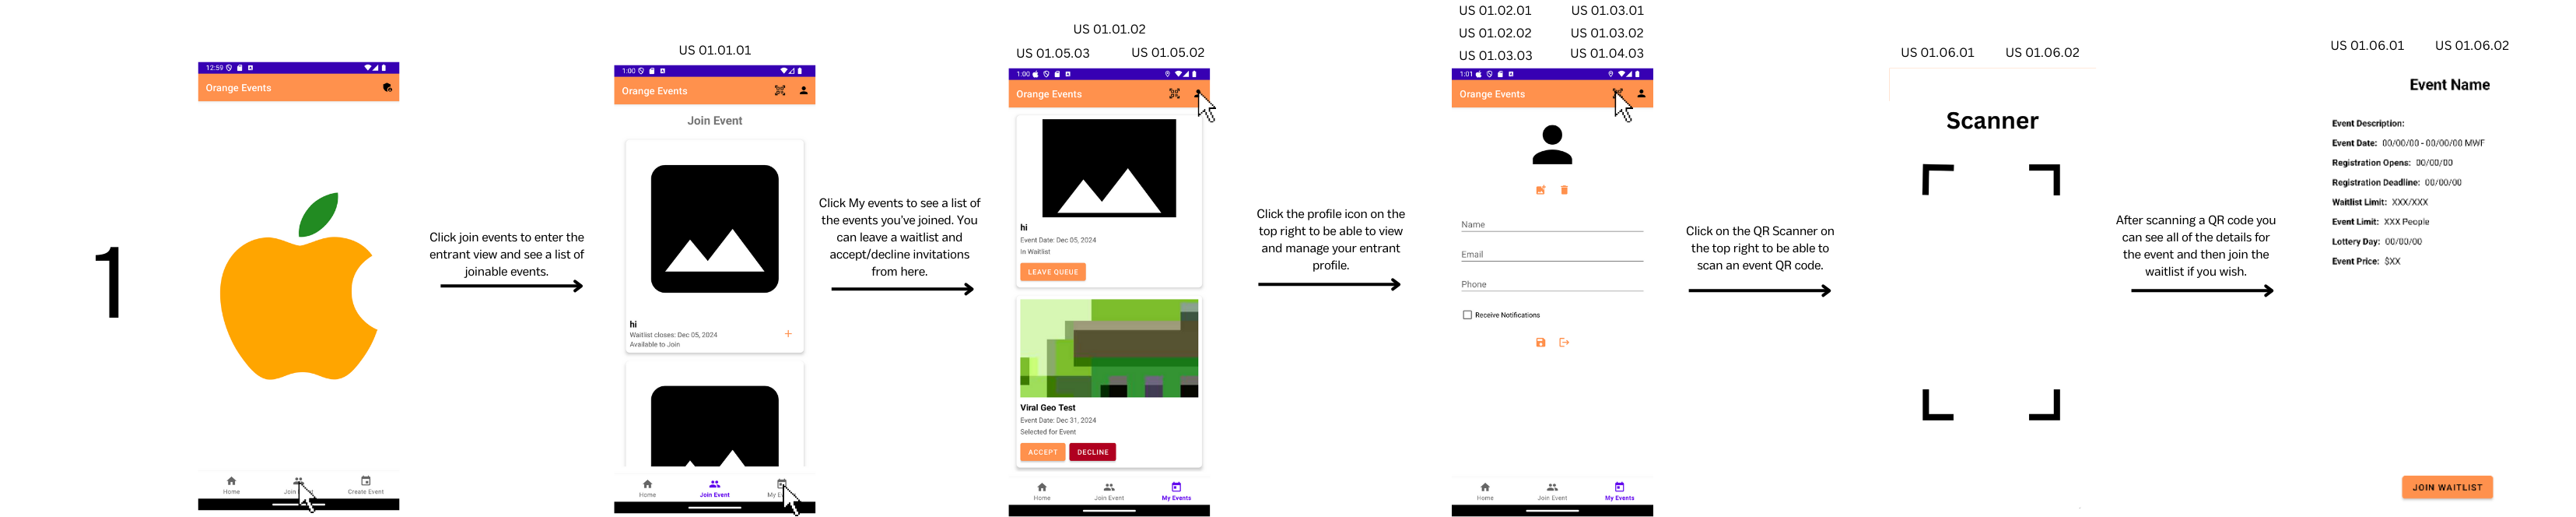 1
12:59
Orange Events
Home
Join
Create Event
Click join events to enter the
entrant view and see a list of
joinable events.
US 01.01.01
1:00
Orange Events
Join Event
hi
Waitlist closes: Dec 05, 2024
Available to Join
+
Home
Join Event
My E
Click My events to see a list of
the events you've joined. You
can leave a waitlist and
accept/decline invitations
from here.
US 01.01.02
US 01.05.03 US 01.05.02
1:00
Orange Events
hi
Event Date: Dec 05, 2024
In Waitlist
LEAVE QUEUE
Viral Geo Test
Event Date: Dec 31, 2024
Selected for Event
ACCEPT DECLINE
Home
Join Event
My Events
Click the profile icon on the
top right to be able to view
and manage your entrant
profile.
US 01.02.01 US 01.03.01
US 01.02.02 US 01.03.02
US 01.03.03 US 01.04.03
1:01
Orange Events
Name
Email
Phone
Receive Notifications
Home
Join Event
My Events
Click on the QR Scanner on
the top right to be able to
scan an event QR code.
US 01.06.01 US 01.06.02
Scanner
After scanning a QR code you
can see all of the details for
the event and then join the
waitlist if you wish.
US 01.06.01 US 01.06.02
Event Name
Event Description:
Event Date: 00/00/00 - 00/00/00 MWF
Registration Opens: 00/00/00
Registration Deadline: 00/00/00
Waitlist Limit: XXX/XXX
Event Limit: XXX People
Lottery Day: 00/00/00
Event Price: $XX
JOIN WAITLIST